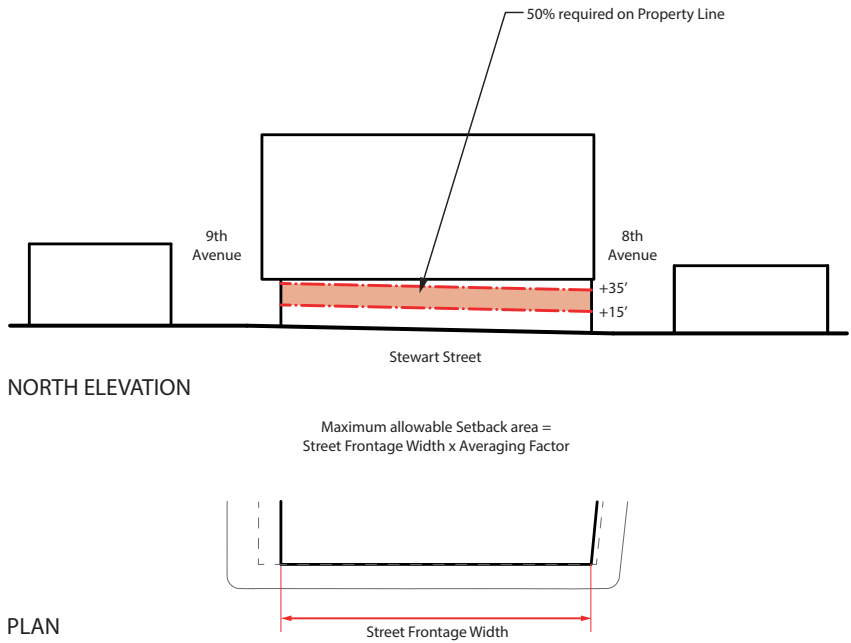 50% required on Property Line
9th
Avenue
8th
Avenue
+35’
+15’
Stewart Street
NORTH ELEVATION
Maximum allowable Setback area =
Street Frontage Width x Averaging Factor
PLAN
Street Frontage Width